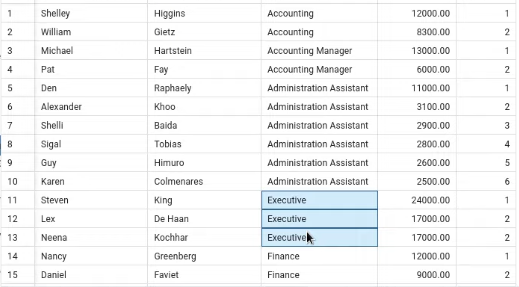 1 Shelley Higgins Accounting 12000.00 1
2 William Gietz Accounting 8300.00 2
3 Michael Hartstein Accounting Manager 13000.00 1
4 Pat Fay Accounting Manager 6000.00 2
5 Den Raphaely Administration Assistant 11000.00 1
6 Alexander Khoo Administration Assistant 3100.00 2
7 Shelli Baida Administration Assistant 2900.00 3
8 Sigal Tobias Administration Assistant 2800.00 4
9 Guy Himuro Administration Assistant 2600.00 5
10 Karen Colmenares Administration Assistant 2500.00 6
11 Steven King Executive 24000.00 1
12 Lex De Haan Executive 17000.00 2
13 Neena Kochhar Executive 17000.00 2
14 Nancy Greenberg Finance 12000.00 1
15 Daniel Faviet Finance 9000.00 2